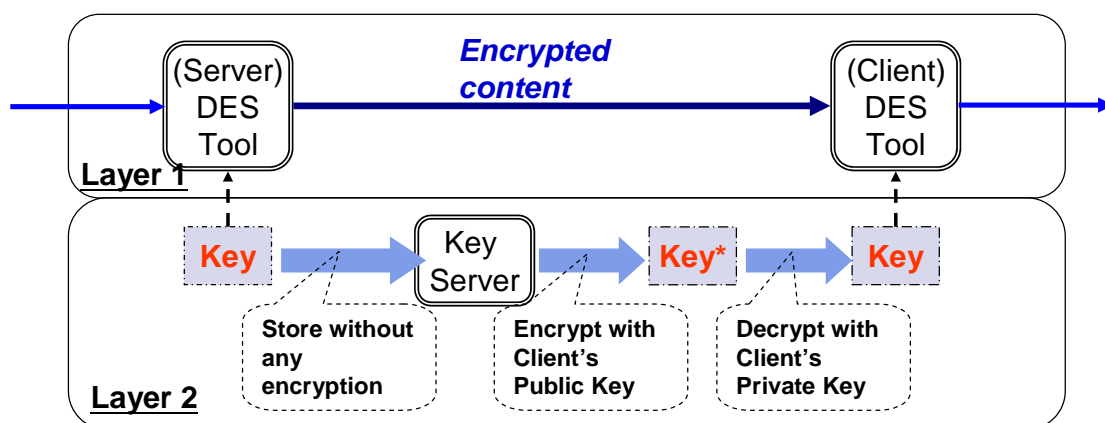 (Server)
DES
Tool
Encrypted
content
(Client)
DES
Tool
Layer 1
Key
Key
Server
Key*
Key
Store without
any
encryption
Encrypt with
Client's
Public Key
Decrypt with
Client's
Private Key
Layer 2